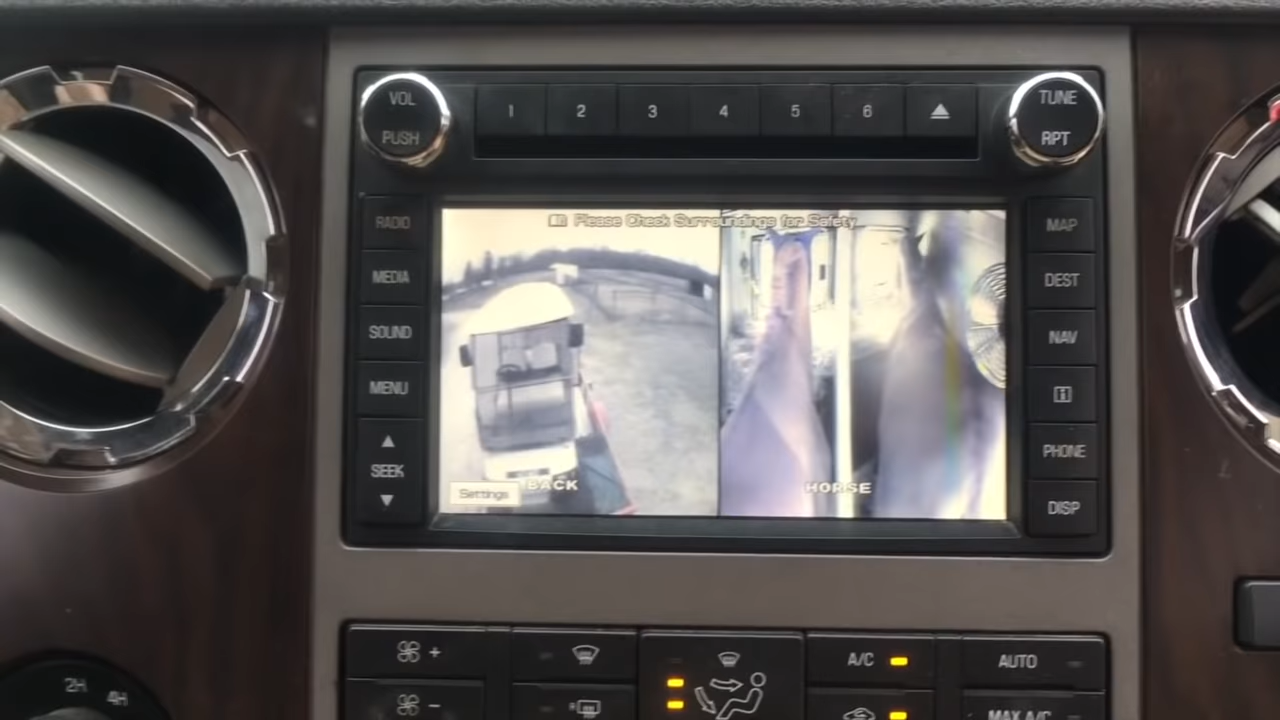 VOL
PUSH
1
2
3
4
5
6
TUNE
RPT
RADIO
MEDIA
SOUND
MENU
SEEK
Please Check Surroundings for Safety
Settings
BACK
HORSE
MAP
DEST
NAV
PHONE
DISP
2H
4H
+
-
A/C
AUTO
MAX A/C